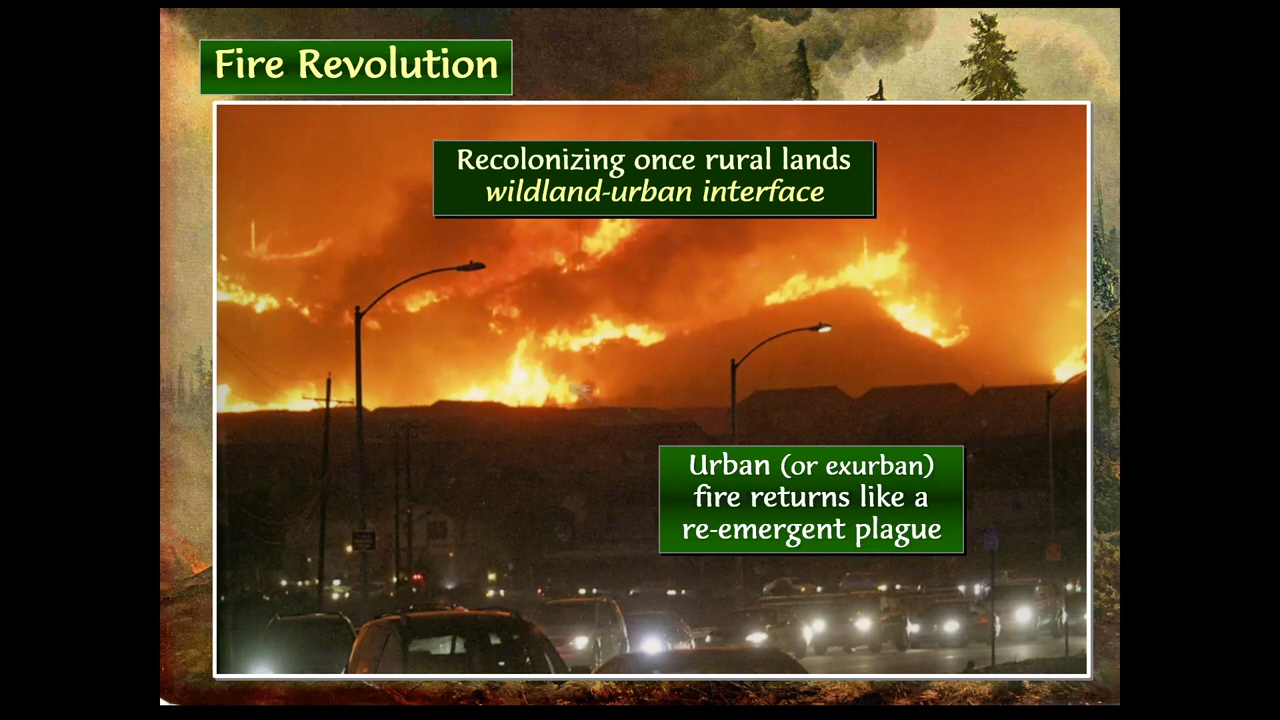 Fire Revolution
Recolonizing once rural lands
wildland-urban interface
Urban (or exurban)
fire returns like a
re-emergent plague